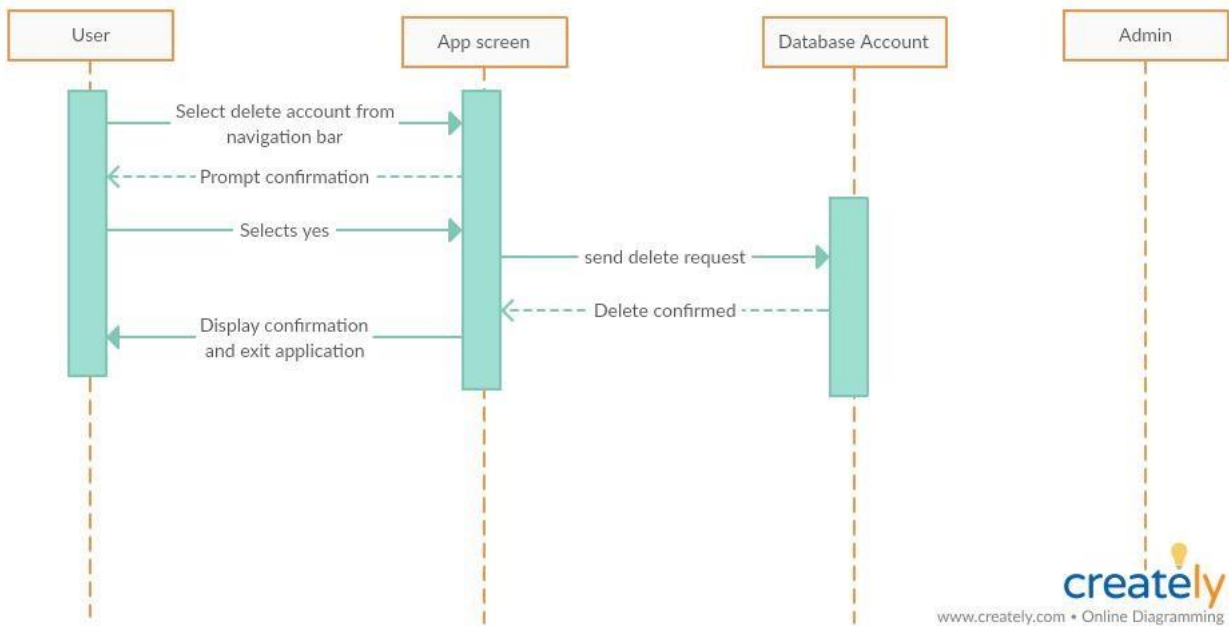 User
App screen
Database Account
Admin
Select delete account from
navigation bar
Prompt confirmation
Selects yes
send delete request
Delete confirmed
Display confirmation
and exit application
creately
www.creately.com • Online Diagramming